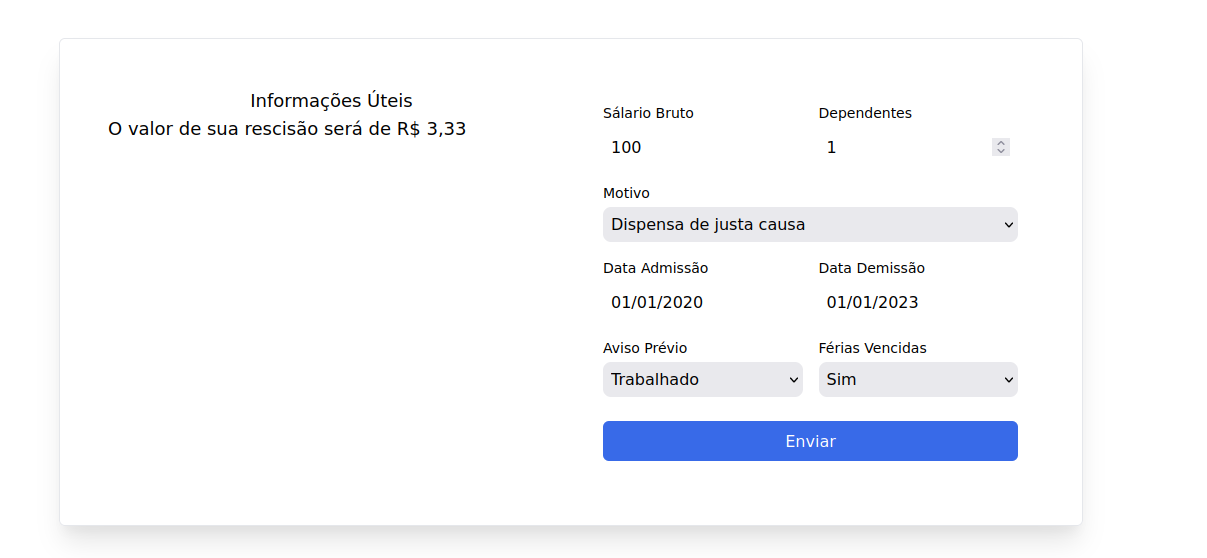 Informações Úteis
O valor de sua rescisão será de R$ 3,33
Sálario Bruto
Dependentes
100
1
Motivo
Dispensa de justa causa
Data Admissão
Data Demissão
01/01/2020
01/01/2023
Aviso Prévio
Férias Vencidas
Trabalhado
Sim
Enviar